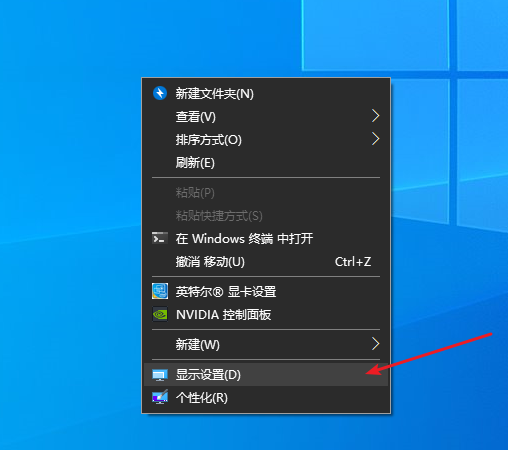 新建文件夹(N)
查看(V)
排序方式(O)
刷新(E)
粘贴(P)
粘贴快捷方式(S)
在 Windows 终端 中打开
撤消 移动(U) Ctrl+Z
英特尔® 显卡设置
NVIDIA 控制面板
新建(W)
显示设置(D)
个性化(R)